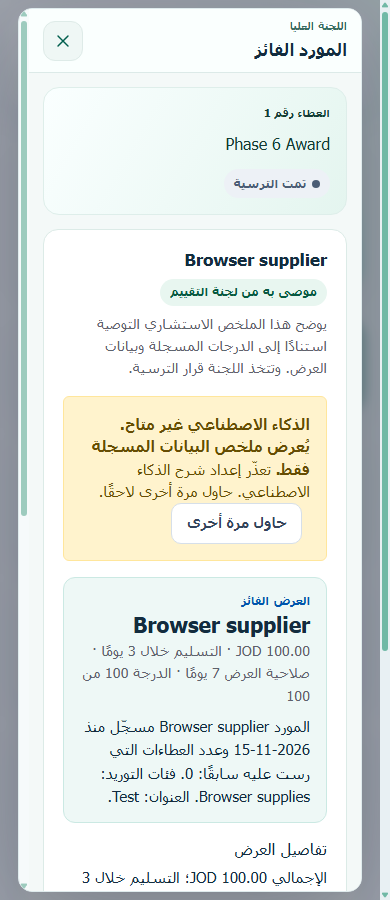 اللجنة العليا
المورد الفائز
العطاء رقم 1
Phase 6 Award
تمت الترسية
Browser supplier
موصى به من لجنة التقييم
يوضح هذا الملخص الاستشاري التوصية
استنادًا إلى الدرجات المسجلة وبيانات
العرض. وتتخذ اللجنة قرار الترسية.
الذكاء الاصطناعي غير متاح.
يُعرض ملخص البيانات المسجلة
فقط. تعذّر إعداد شرح الذكاء
الاصطناعي. حاول مرة أخرى لاحقًا.
حاول مرة أخرى
العرض الفائز
Browser supplier
JOD 100.00 · التسليم خلال 3 يومًا ·
صلاحية العرض 7 يومًا · الدرجة 100 من
100
المورد Browser supplier مسجّل منذ
15-11-2026 وعدد العطاءات التي
رست عليه سابقًا: 0. فئات التوريد:
Browser supplies. العنوان: Test.
تفاصيل العرض
الإجمالي JOD 100.00؛ التسليم خلال 3